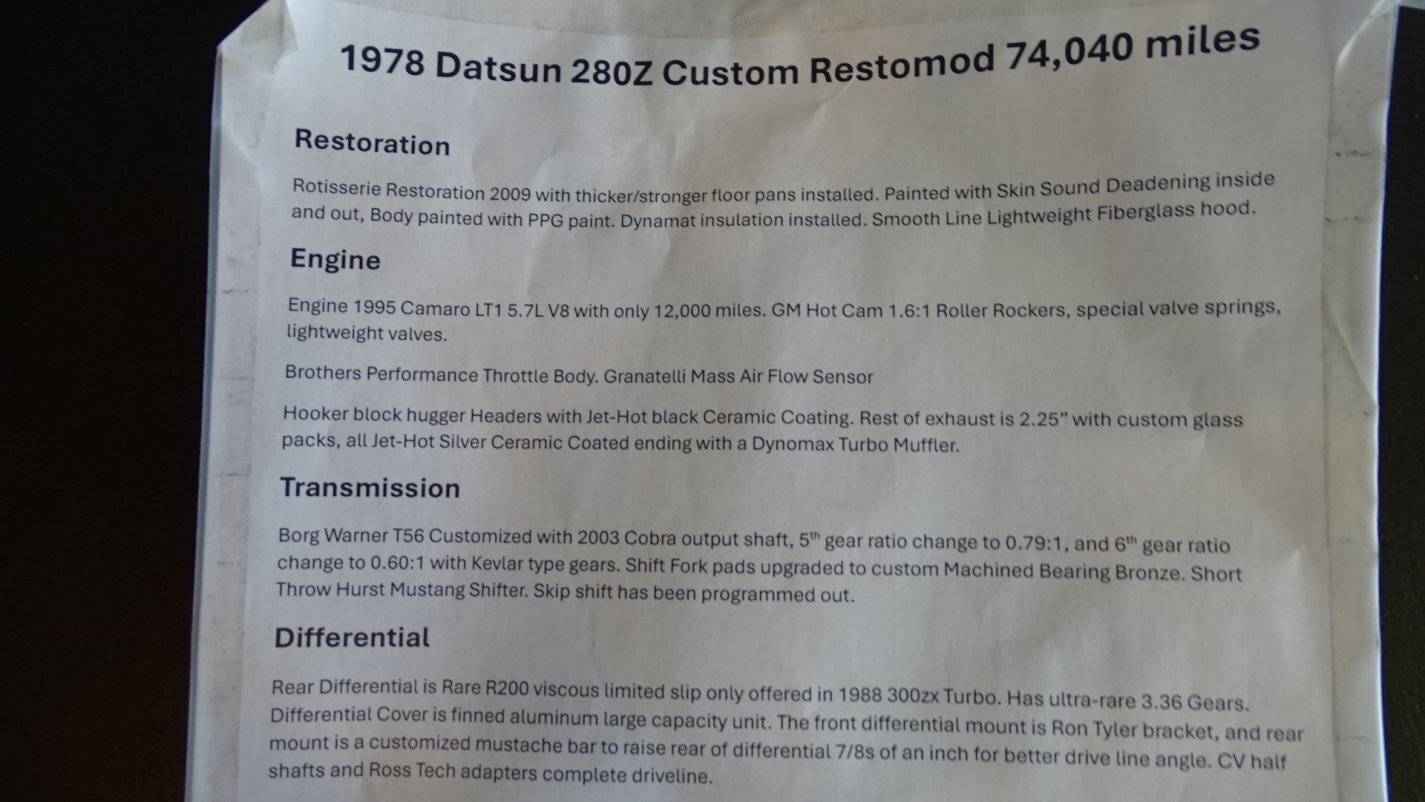 1978 Datsun 280Z Custom Restomod 74,040 miles
Restoration
Rotisserie Restoration 2009 with thicker/stronger floor pans installed. Painted with Skin Sound Deadening inside
and out, Body painted with PPG paint. Dynamat insulation installed. Smooth Line Lightweight Fiberglass hood.
Engine
Engine 1995 Camaro LT1 5.7L V8 with only 12,000 miles. GM Hot Cam 1.6:1 Roller Rockers, special valve springs,
lightweight valves.
Brothers Performance Throttle Body. Granatelli Mass Air Flow Sensor
Hooker block hugger Headers with Jet-Hot black Ceramic Coating. Rest of exhaust is 2.25” with custom glass
packs, all Jet-Hot Silver Ceramic Coated ending with a Dynomax Turbo Muffler.
Transmission
Borg Warner T56 Customized with 2003 Cobra output shaft, 5th gear ratio change to 0.79:1, and 6th gear ratio
change to 0.60:1 with Kevlar type gears. Shift Fork pads upgraded to custom Machined Bearing Bronze. Short
Throw Hurst Mustang Shifter. Skip shift has been programmed out.
Differential
Rear Differential is Rare R200 viscous limited slip only offered in 1988 300zx Turbo. Has ultra-rare 3.36 Gears.
Differential Cover is finned aluminum large capacity unit. The front differential mount is Ron Tyler bracket, and rear
mount is a customized mustache bar to raise rear of differential 7/8s of an inch for better drive line angle. CV half
shafts and Ross Tech adapters complete driveline.